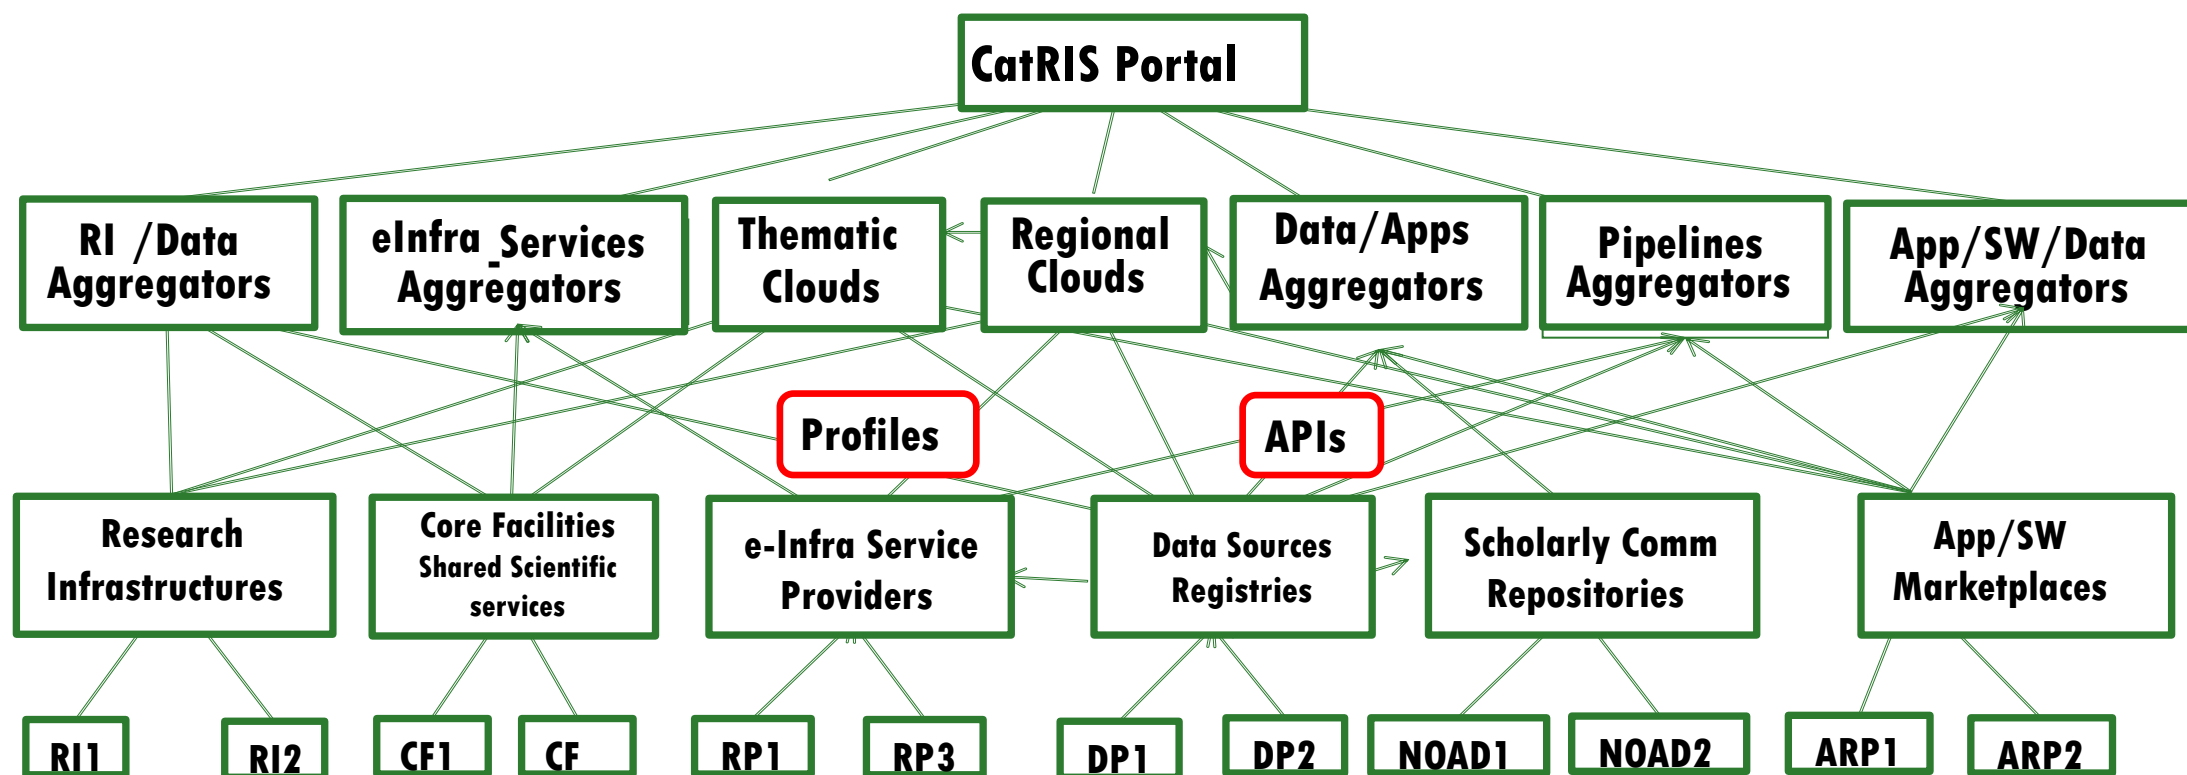 CatRIS Portal
RI /Data
Aggregators
eInfra_Services
Aggregators
Thematic
Clouds
Regional
Clouds
Data/Apps
Aggregators
Pipelines
Aggregators
App/SW/Data
Aggregators
Profiles
APIs
Research
Infrastructures
Core Facilities
Shared Scientific
services
e-Infra Service
Providers
Data Sources
Registries
Scholarly Comm
Repositories
App/SW
Marketplaces
RI1
RI2
CF1
CF
RP1
RP3
DP1
DP2
NOAD1
NOAD2
ARP1
ARP2